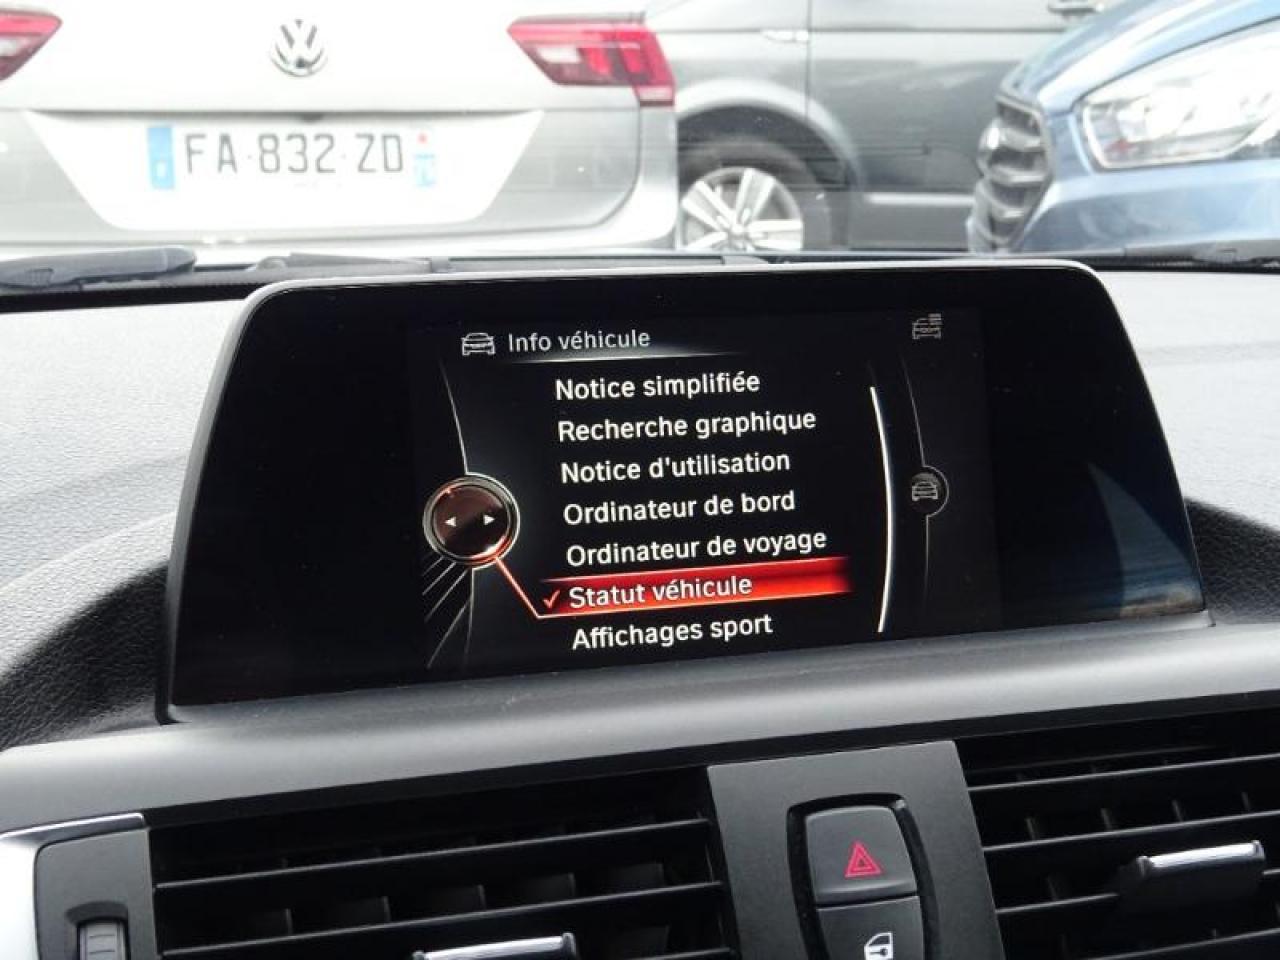 FA-832-ZD
Info véhicule
Notice simplifiée
Recherche graphique
Notice d'utilisation
Ordinateur de bord
Ordinateur de voyage
Statut véhicule
Affichages sport